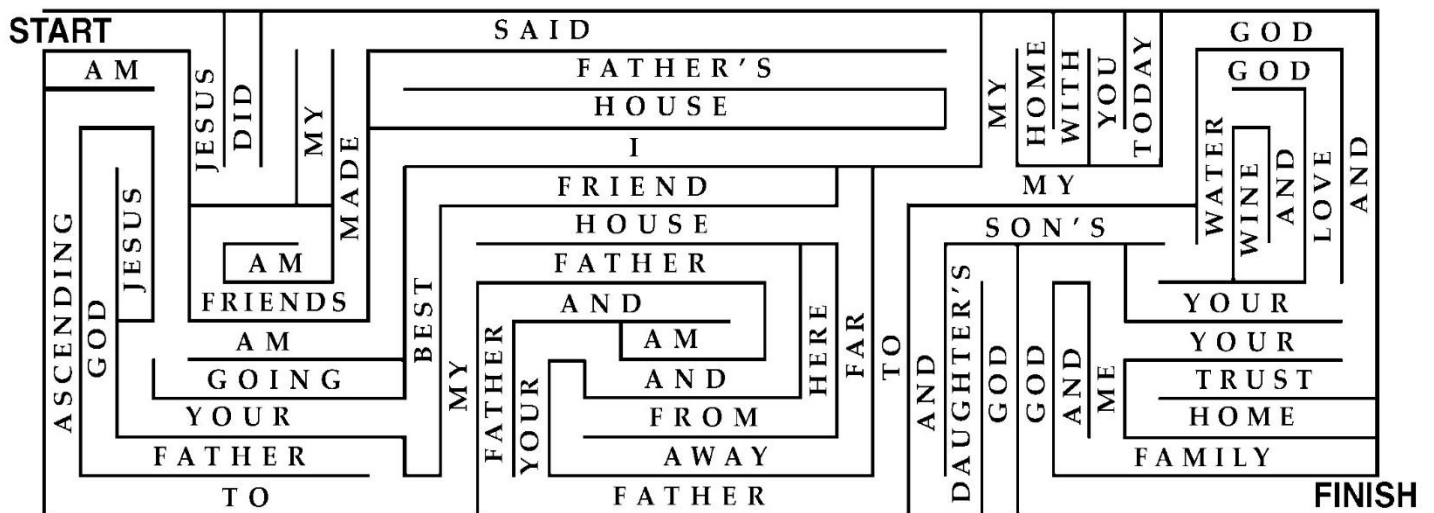 START
SAID
GOD
AM
FATHER'S
GOD
HOUSE
JESUS
DID
MY
MADE
MY
HOME
WITH
YOU
TODAY
I
FRIEND
MY
WATER
WINE
AND
LOVE
AND
HOUSE
SON'S
JESUS
AM
FATHER
FRIENDS
AND
YOUR
ASCENDING
GOD
AM
BEST
AM
YOUR
GOING
AND
TRUST
YOUR
FROM
HOME
MY
FATHER
YOUR
HERE
FAR
TO
AND
DAUGHTER'S
GOD
GOD
AND
ME
FATHER
AWAY
FAMILY
TO
FATHER
FINISH